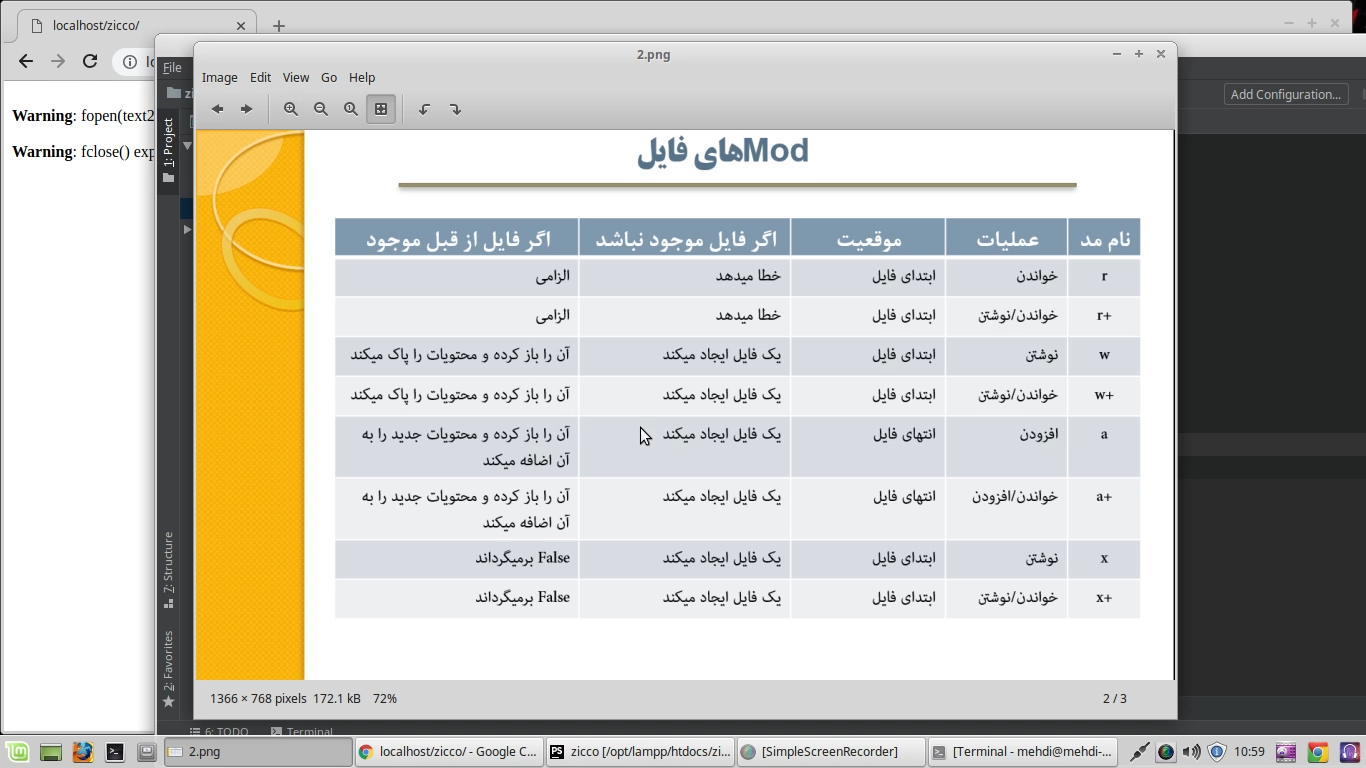 localhost/zicco/
2.png
File
Image Edit View Go Help
Add Configuration...
Warning: fopen(text2
Warning: fclose() exp
1: Project
7: Structure
2: Favorites
Modهای فایل
نام مد عملیات موقعیت اگر فایل موجود نباشد اگر فایل از قبل موجود
r خواندن ابتدای فایل خطا میدهد الزامی
r+ خواندن/نوشتن ابتدای فایل خطا میدهد الزامی
w نوشتن ابتدای فایل یک فایل ایجاد میکند آن را باز کرده و محتویات را پاک میکند
w+ خواندن/نوشتن ابتدای فایل یک فایل ایجاد میکند آن را باز کرده و محتویات را پاک میکند
a افزودن انتهای فایل یک فایل ایجاد میکند آن را باز کرده و محتویات جدید را به
آن اضافه میکند
a+ خواندن/افزودن انتهای فایل یک فایل ایجاد میکند آن را باز کرده و محتویات جدید را به
آن اضافه میکند
x نوشتن ابتدای فایل یک فایل ایجاد میکند False برمیگرداند
x+ خواندن/نوشتن ابتدای فایل یک فایل ایجاد میکند False برمیگرداند
1366 × 768 pixels 172.1 kB 72% 2 / 3
6: TODO Terminal
2.png localhost/zicco/ - Google C... zicco [/opt/lampp/htdocs/zi... [SimpleScreenRecorder] [Terminal - mehdi@mehdi-... 10:59